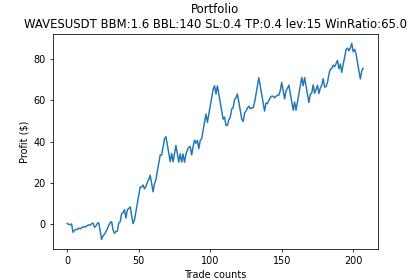 Portfolio
WAVESUSDT BBM:1.6 BBL:140 SL:0.4 TP:0.4 lev:15 WinRatio:65.0
Profit ($)
80
60
40
20
0
0 50 100 150 200
Trade counts